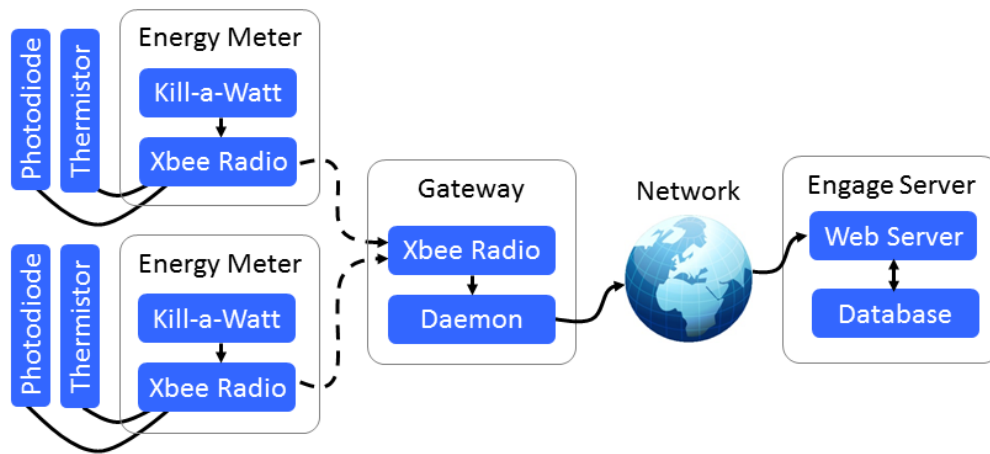 Photodiode
Thermistor
Energy Meter
Kill-a-Watt
Xbee Radio
Photodiode
Thermistor
Energy Meter
Kill-a-Watt
Xbee Radio
Gateway
Xbee Radio
Daemon
Network
Engage Server
Web Server
Database